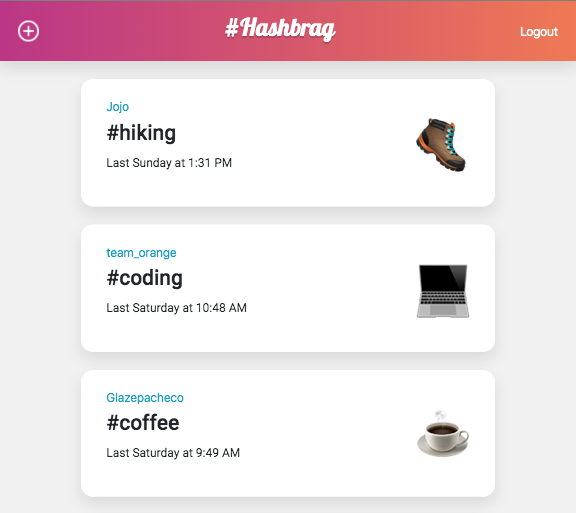 #Hashbrag
Logout
Jojo
#hiking
Last Sunday at 1:31 PM
team_orange
#coding
Last Saturday at 10:48 AM
Glazepacheco
#coffee
Last Saturday at 9:49 AM